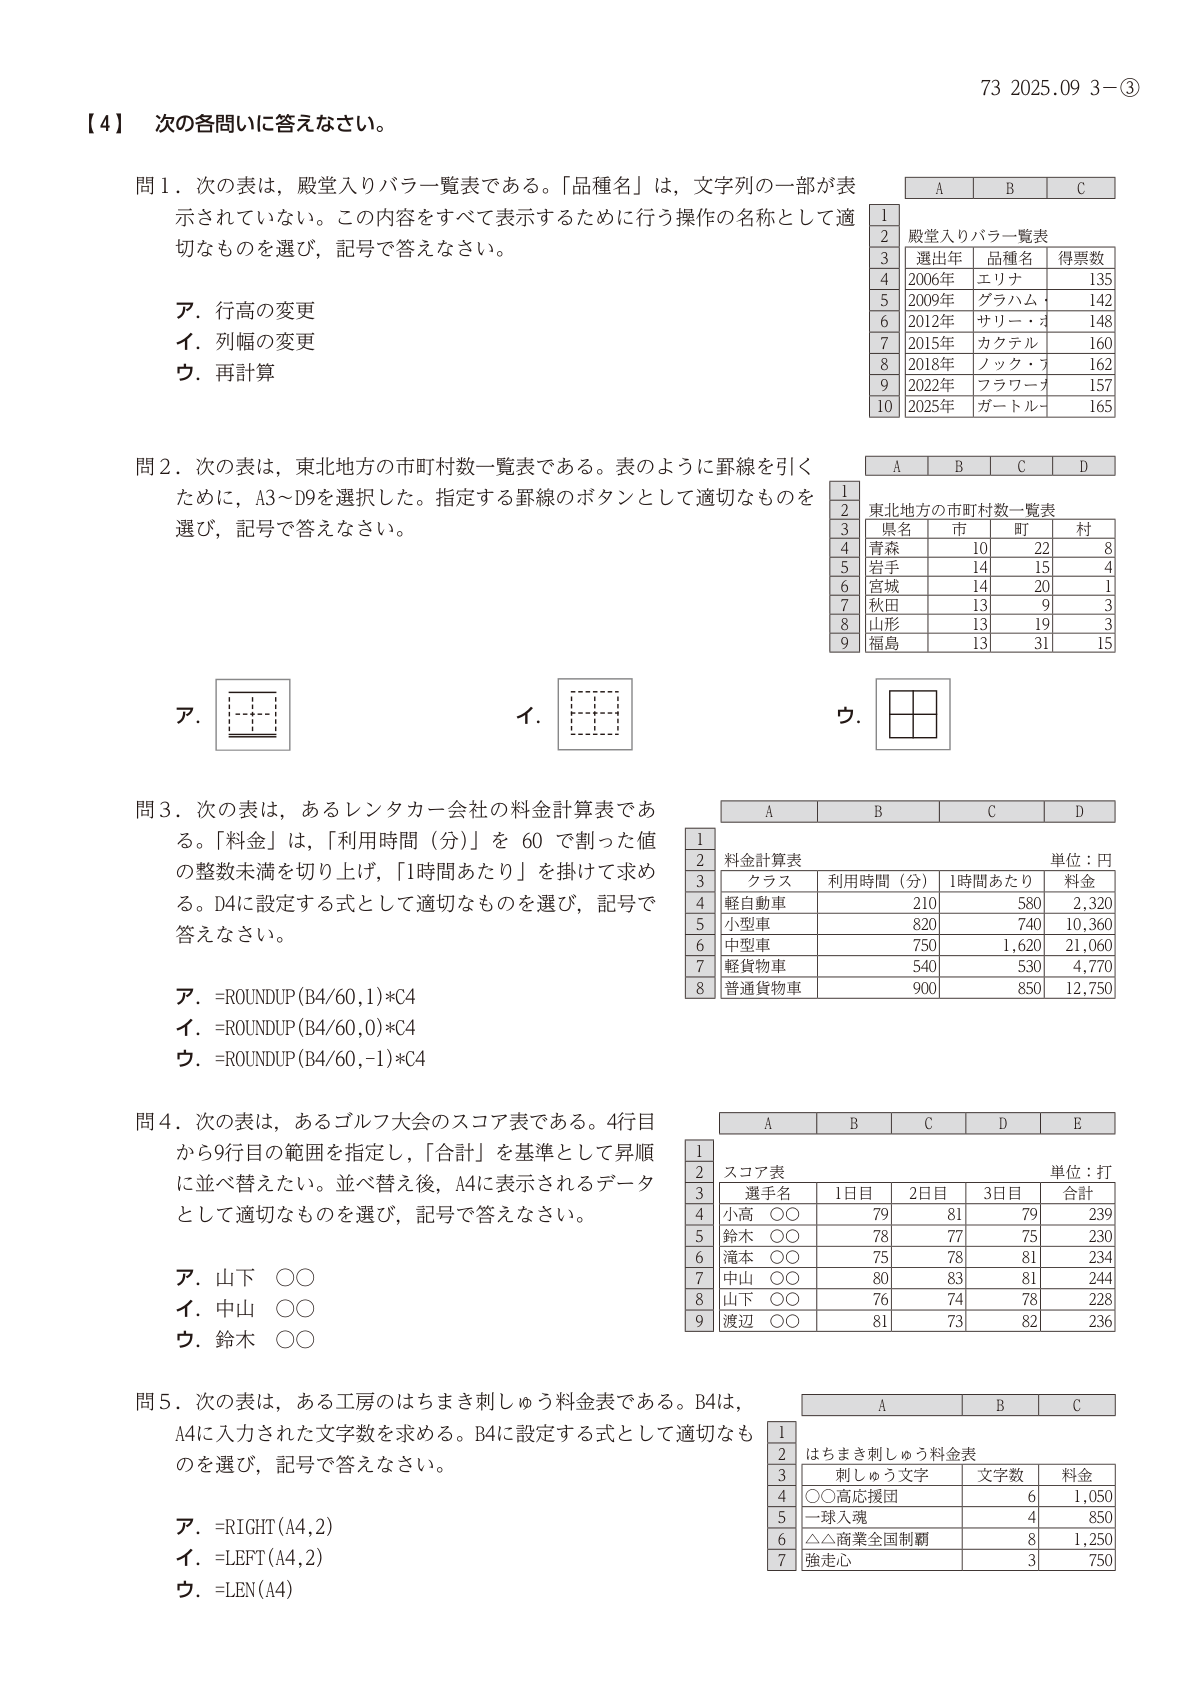 73 2025.09 3－③
【4】　次の各問いに答えなさい。
問１．次の表は，殿堂入りバラ一覧表である。「品種名」は，文字列の一部が表
示されていない。この内容をすべて表示するために行う操作の名称として適
切なものを選び，記号で答えなさい。
ア．行高の変更
イ．列幅の変更
ウ．再計算
A B C
1
2 殿堂入りバラ一覧表
3 選出年 品種名 得票数
4 2006年 エリナ 135
5 2009年 グラハム・ 142
6 2012年 サリー・ 148
7 2015年 カクテル 160
8 2018年 ノック・ 162
9 2022年 フラワー 157
10 2025年 ガートルー 165
問２．次の表は，東北地方の市町村数一覧表である。表のように罫線を引く
ために，A3～D9を選択した。指定する罫線のボタンとして適切なものを
選び，記号で答えなさい。
A B C D
1
2 東北地方の市町村数一覧表
3 県名 市 町 村
4 青森 10 22 8
5 岩手 14 15 4
6 宮城 14 20 1
7 秋田 13 9 3
8 山形 13 19 3
9 福島 13 31 15
ア． イ． ウ．
問３．次の表は，あるレンタカー会社の料金計算表であ
る。「料金」は，「利用時間（分）」を 60 で割った値
の整数未満を切り上げ，「1時間あたり」を掛けて求め
る。D4に設定する式として適切なものを選び，記号で
答えなさい。
ア．=ROUNDUP(B4/60,1)*C4
イ．=ROUNDUP(B4/60,0)*C4
ウ．=ROUNDUP(B4/60,-1)*C4
A B C D
1
2 料金計算表 単位：円
3 クラス 利用時間（分） 1時間あたり 料金
4 軽自動車 210 580 2,320
5 小型車 820 740 10,360
6 中型車 750 1,620 21,060
7 軽貨物車 540 530 4,770
8 普通貨物車 900 850 12,750
問４．次の表は，あるゴルフ大会のスコア表である。4行目
から9行目の範囲を指定し，「合計」を基準として昇順
に並べ替えたい。並べ替え後，A4に表示されるデータ
として適切なものを選び，記号で答えなさい。
ア．山下　○○
イ．中山　○○
ウ．鈴木　○○
A B C D E
1
2 スコア表 単位：打
3 選手名 1日目 2日目 3日目 合計
4 小高　○○ 79 81 79 239
5 鈴木　○○ 78 77 75 230
6 滝本　○○ 75 78 81 234
7 中山　○○ 80 83 81 244
8 山下　○○ 76 74 78 228
9 渡辺　○○ 81 73 82 236
問５．次の表は，ある工房のはちまき刺しゅう料金表である。B4は，
A4に入力された文字数を求める。B4に設定する式として適切なも
のを選び，記号で答えなさい。
ア．=RIGHT(A4,2)
イ．=LEFT(A4,2)
ウ．=LEN(A4)
A B C
1
2 はちまき刺しゅう料金表
3 刺しゅう文字 文字数 料金
4 ○○高応援団 6 1,050
5 一球入魂 4 850
6 △△商業全国制覇 8 1,250
7 強走心 3 750